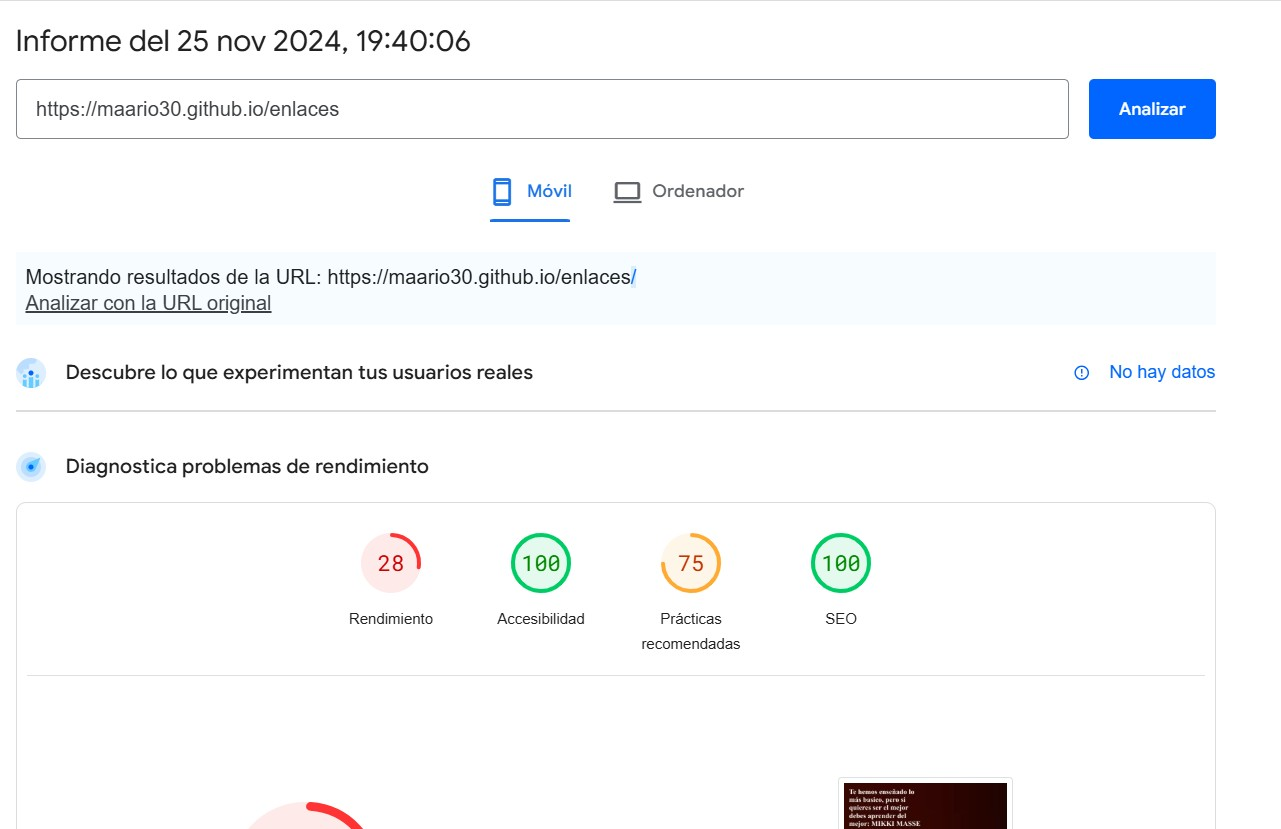 Informe del 25 nov 2024, 19:40:06
https://maario30.github.io/enlaces
Analizar
Móvil
Ordenador
Mostrando resultados de la URL: https://maario30.github.io/enlaces/
Analizar con la URL original
Descubre lo que experimentan tus usuarios reales
No hay datos
Diagnostica problemas de rendimiento
28
100
75
100
Rendimiento
Accesibilidad
Prácticas
recomendadas
SEO
Te hemos enseñado lo
más basico, pero si
quieres ser el mejor
debes aprender del
mejor: MIKKI MASSE